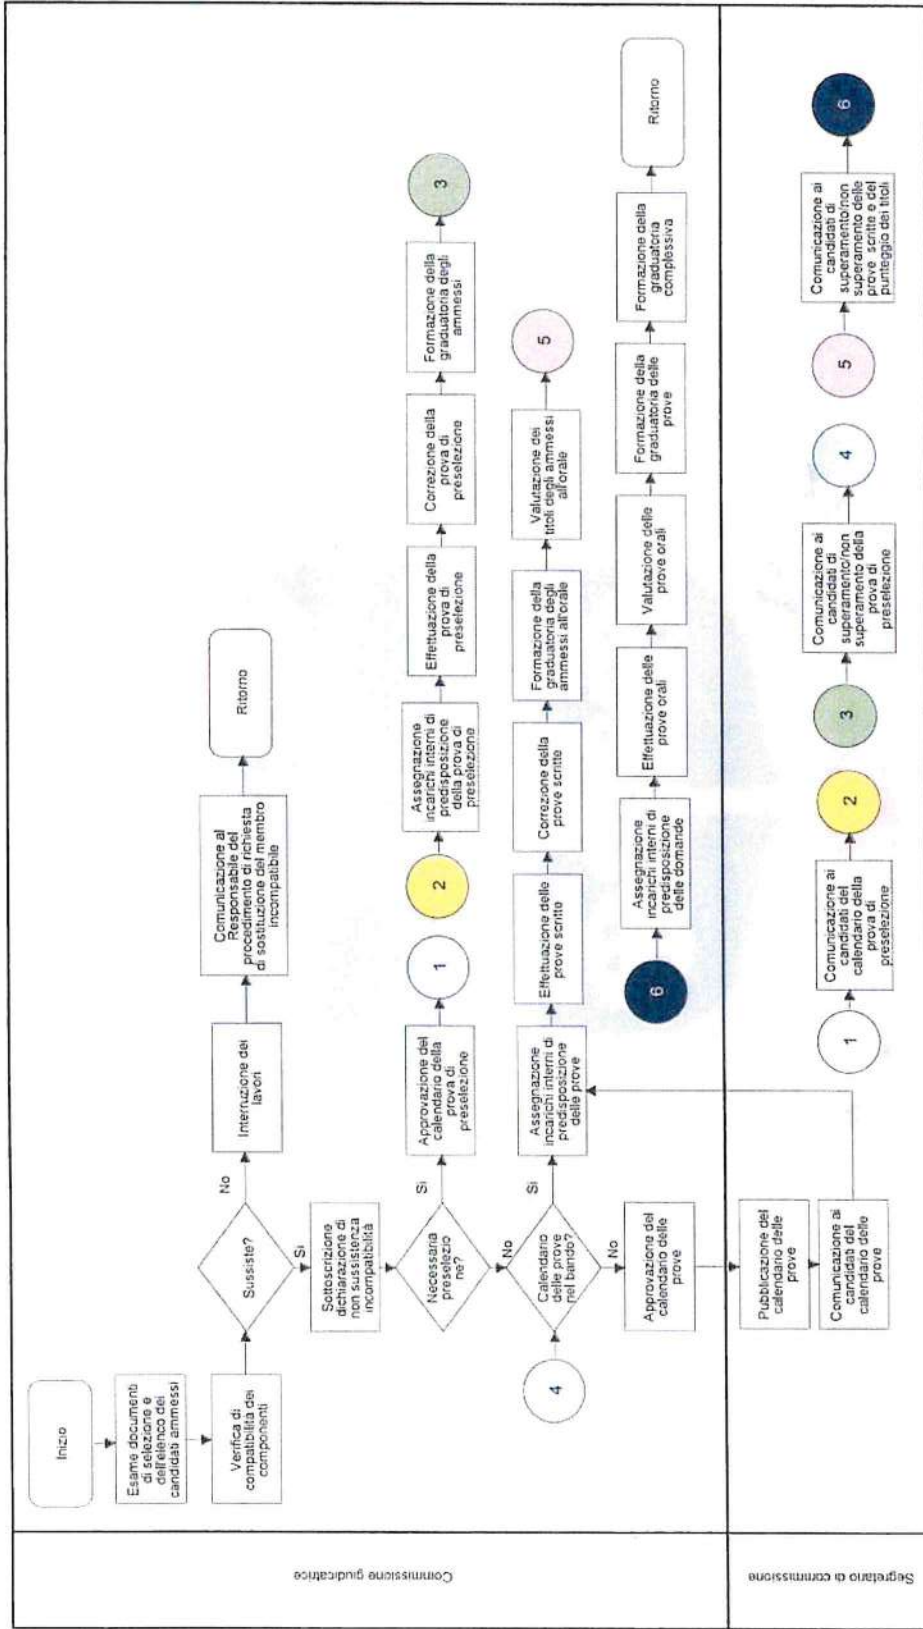 Commissione giudicatrice
Inizio
Esame documenti
di selezione e
dell'elenco dei
candidati ammessi
Verifica di
compatibilità dei
componenti
Sussiste?
No
Si
Interruzione dei
lavori
Comunicazione al
Responsabile del
procedimento di richiesta
di sostituzione del membro
incompatibile
Ritorno
Sottoscrizione
dichiarazione di
non sussistenza
incompatibilità
Necessaria
preselezio
ne?
Si
No
Approvazione del
calendario della
prova di
preselezione
1
2
Assegnazione
incarichi interni di
predisposizione
della prova di
preselezione
Effettuazione della
prova di
preselezione
Correzione della
prova di
preselezione
Formazione della
graduatoria degli
ammessi
3
4
Calendario
delle prove
nel bando?
Si
No
Assegnazione
incarichi interni di
predisposizione
delle prove
Effettuazione delle
prove scritte
Correzione della
prove scritte
Formazione della
graduatoria degli
ammessi all'orale
Valutazione dei
titoli degli ammessi
all'orale
5
Approvazione del
calendario delle
prove
6
Assegnazione
incarichi interni di
predisposizione
delle domande
Effettuazione delle
prove orali
Valutazione delle
prove orali
Formazione della
graduatoria delle
prove
Formazione della
graduatoria
complessiva
Ritorno
Segretario di commissione
Pubblicazione del
calendario delle
prove
Comunicazione ai
candidati del
calendario delle
prove
1
Comunicazione ai
candidati del
calendario della
prova di
preselezione
2
3
Comunicazione ai
candidati di
superamento/non
superamento della
prova di
preselezione
4
5
Comunicazione ai
candidati di
superamento/non
superamento delle
prove scritte e del
punteggio dei titoli
6